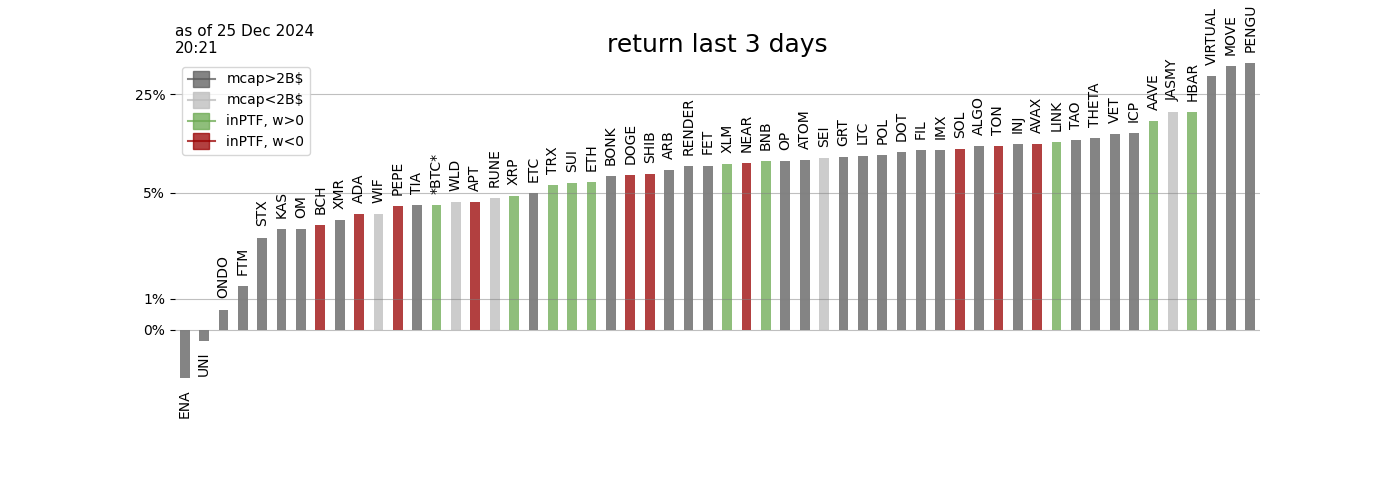 as of 25 Dec 2024
20:21
return last 3 days
mcap>2B$
mcap<2B$
inPTF, w>0
inPTF, w<0
25%
5%
1%
0%
ENA
UNI
ONDO
FTM
STX
KAS
OM
BCH
XMR
ADA
WIF
PEPE
TIA
*BTC*
WLD
APT
RUNE
XRP
ETC
TRX
SUI
ETH
BONK
DOGE
SHIB
ARB
RENDER
FET
XLM
NEAR
BNB
OP
ATOM
SEI
GRT
LTC
POL
DOT
FIL
IMX
SOL
ALGO
TON
INJ
AVAX
LINK
TAO
THETA
VET
ICP
AAVE
JASMY
HBAR
VIRTUAL
MOVE
PENGU